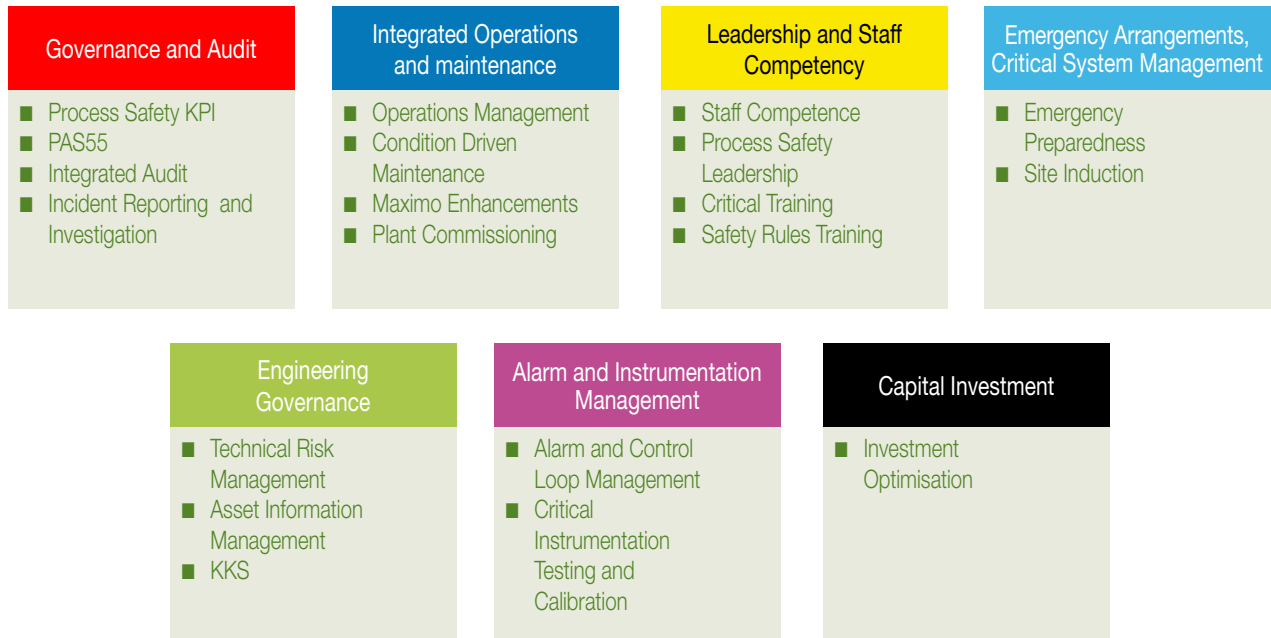 Governance and Audit
■ Process Safety KPI
■ PAS55
■ Integrated Audit
■ Incident Reporting and
Investigation
Integrated Operations
and maintenance
■ Operations Management
■ Condition Driven
Maintenance
■ Maximo Enhancements
■ Plant Commissioning
Leadership and Staff
Competency
■ Staff Competence
■ Process Safety
Leadership
■ Critical Training
■ Safety Rules Training
Emergency Arrangements,
Critical System Management
■ Emergency
Preparedness
■ Site Induction
Engineering
Governance
■ Technical Risk
Management
■ Asset Information
Management
■ KKS
Alarm and Instrumentation
Management
■ Alarm and Control
Loop Management
■ Critical
Instrumentation
Testing and
Calibration
Capital Investment
■ Investment
Optimisation